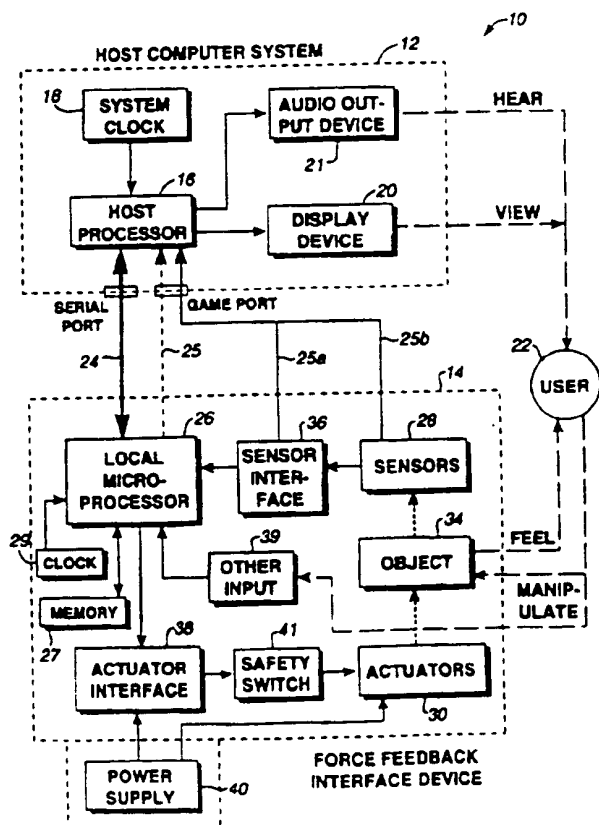 10
HOST COMPUTER SYSTEM
12
18
SYSTEM
CLOCK
AUDIO OUT-
PUT DEVICE
21
HEAR
16
HOST
PROCESSOR
20
DISPLAY
DEVICE
VIEW
SERIAL
PORT
GAME PORT
24
25
25a
25b
22
USER
14
26
LOCAL
MICRO-
PROCESSOR
36
SENSOR
INTER-
FACE
28
SENSORS
29
CLOCK
39
OTHER
INPUT
34
OBJECT
FEEL
MANIP-
ULATE
MEMORY
27
38
ACTUATOR
INTERFACE
41
SAFETY
SWITCH
ACTUATORS
30
FORCE FEEDBACK
INTERFACE DEVICE
POWER
SUPPLY
40